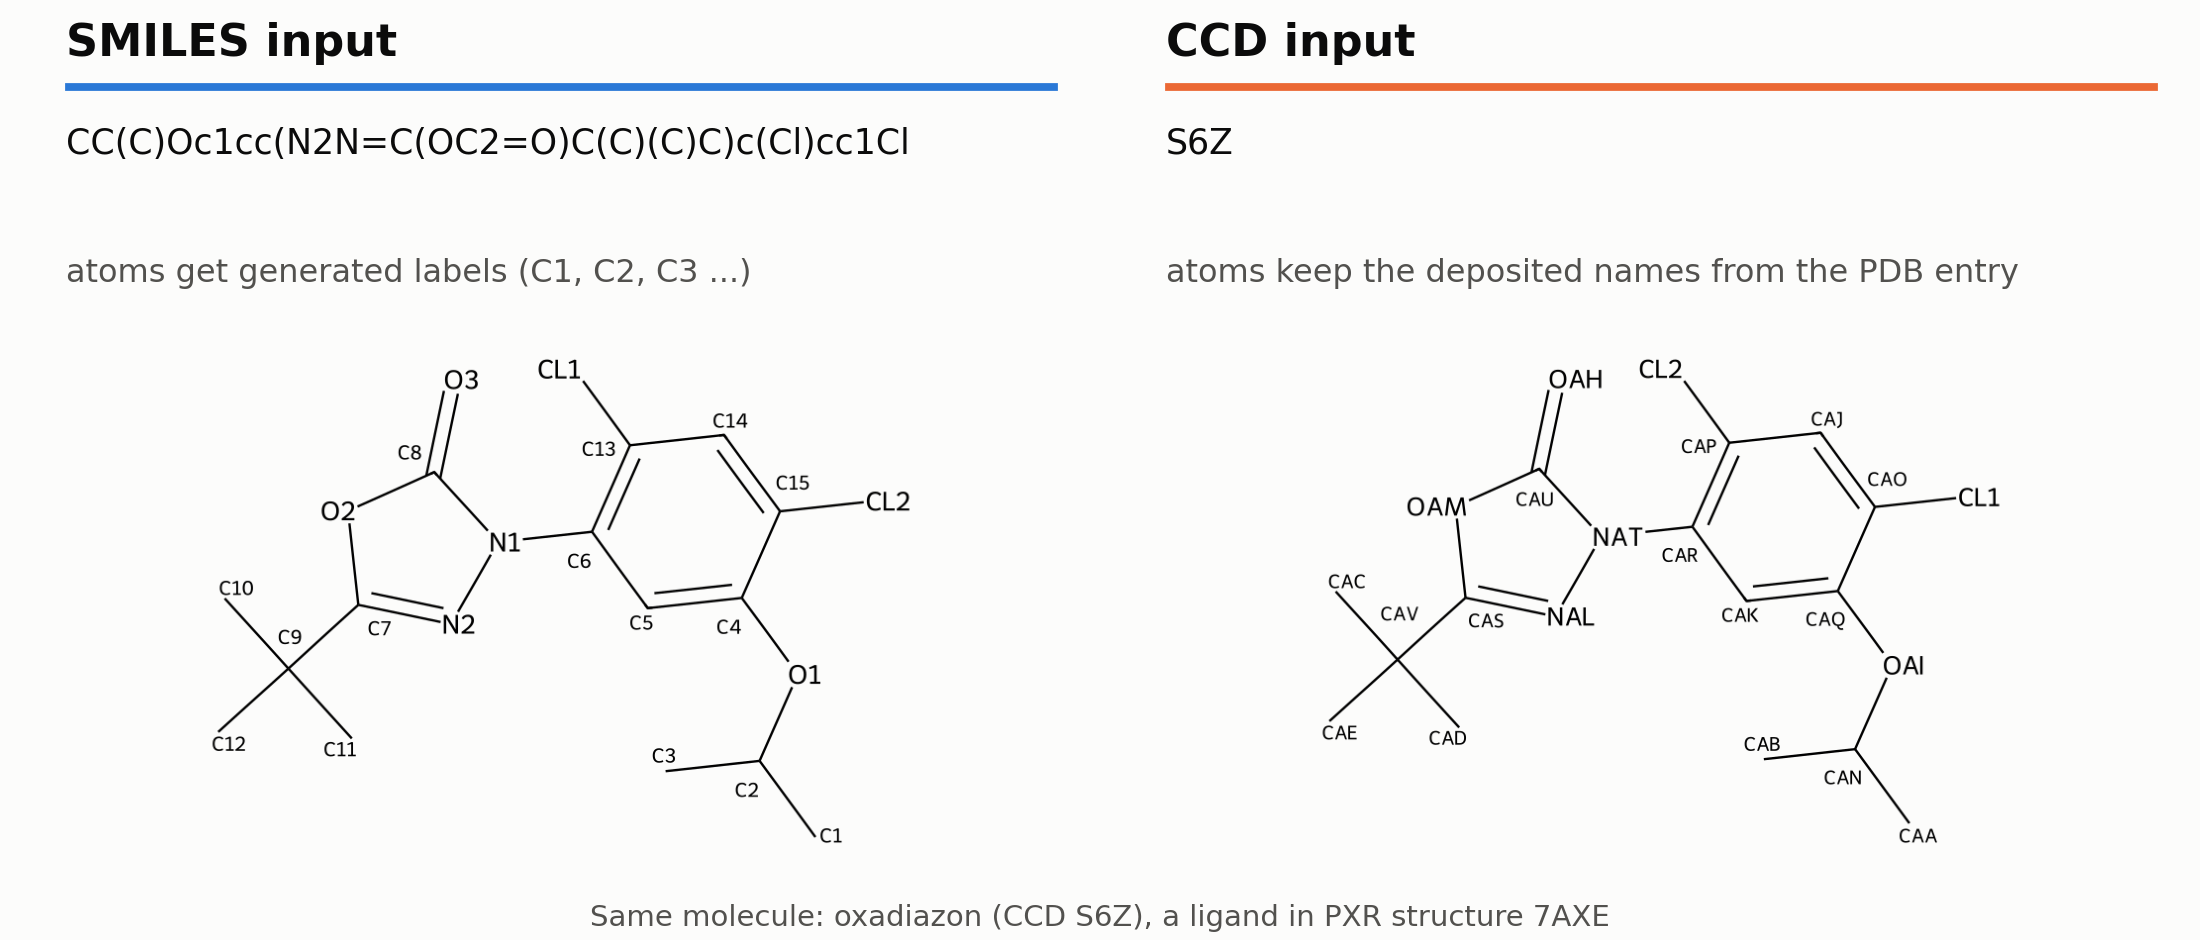 SMILES input
CC(C)Oc1cc(N2N=C(OC2=O)C(C)(C)C)c(Cl)cc1Cl
atoms get generated labels (C1, C2, C3 ...)
O3
CL1
C14
C13
C8
C15
CL2
O2
N1
C6
C10
C5
C4
N2
C7
C9
O1
C12
C11
C3
C2
C1
CCD input
S6Z
atoms keep the deposited names from the PDB entry
OAH
CL2
CAJ
CAP
CAO
CL1
CAU
OAM
NAT
CAR
CAC
CAV
CAS
NAL
CAK
CAQ
OAI
CAE
CAD
CAB
CAN
CAA
Same molecule: oxadiazon (CCD S6Z), a ligand in PXR structure 7AXE